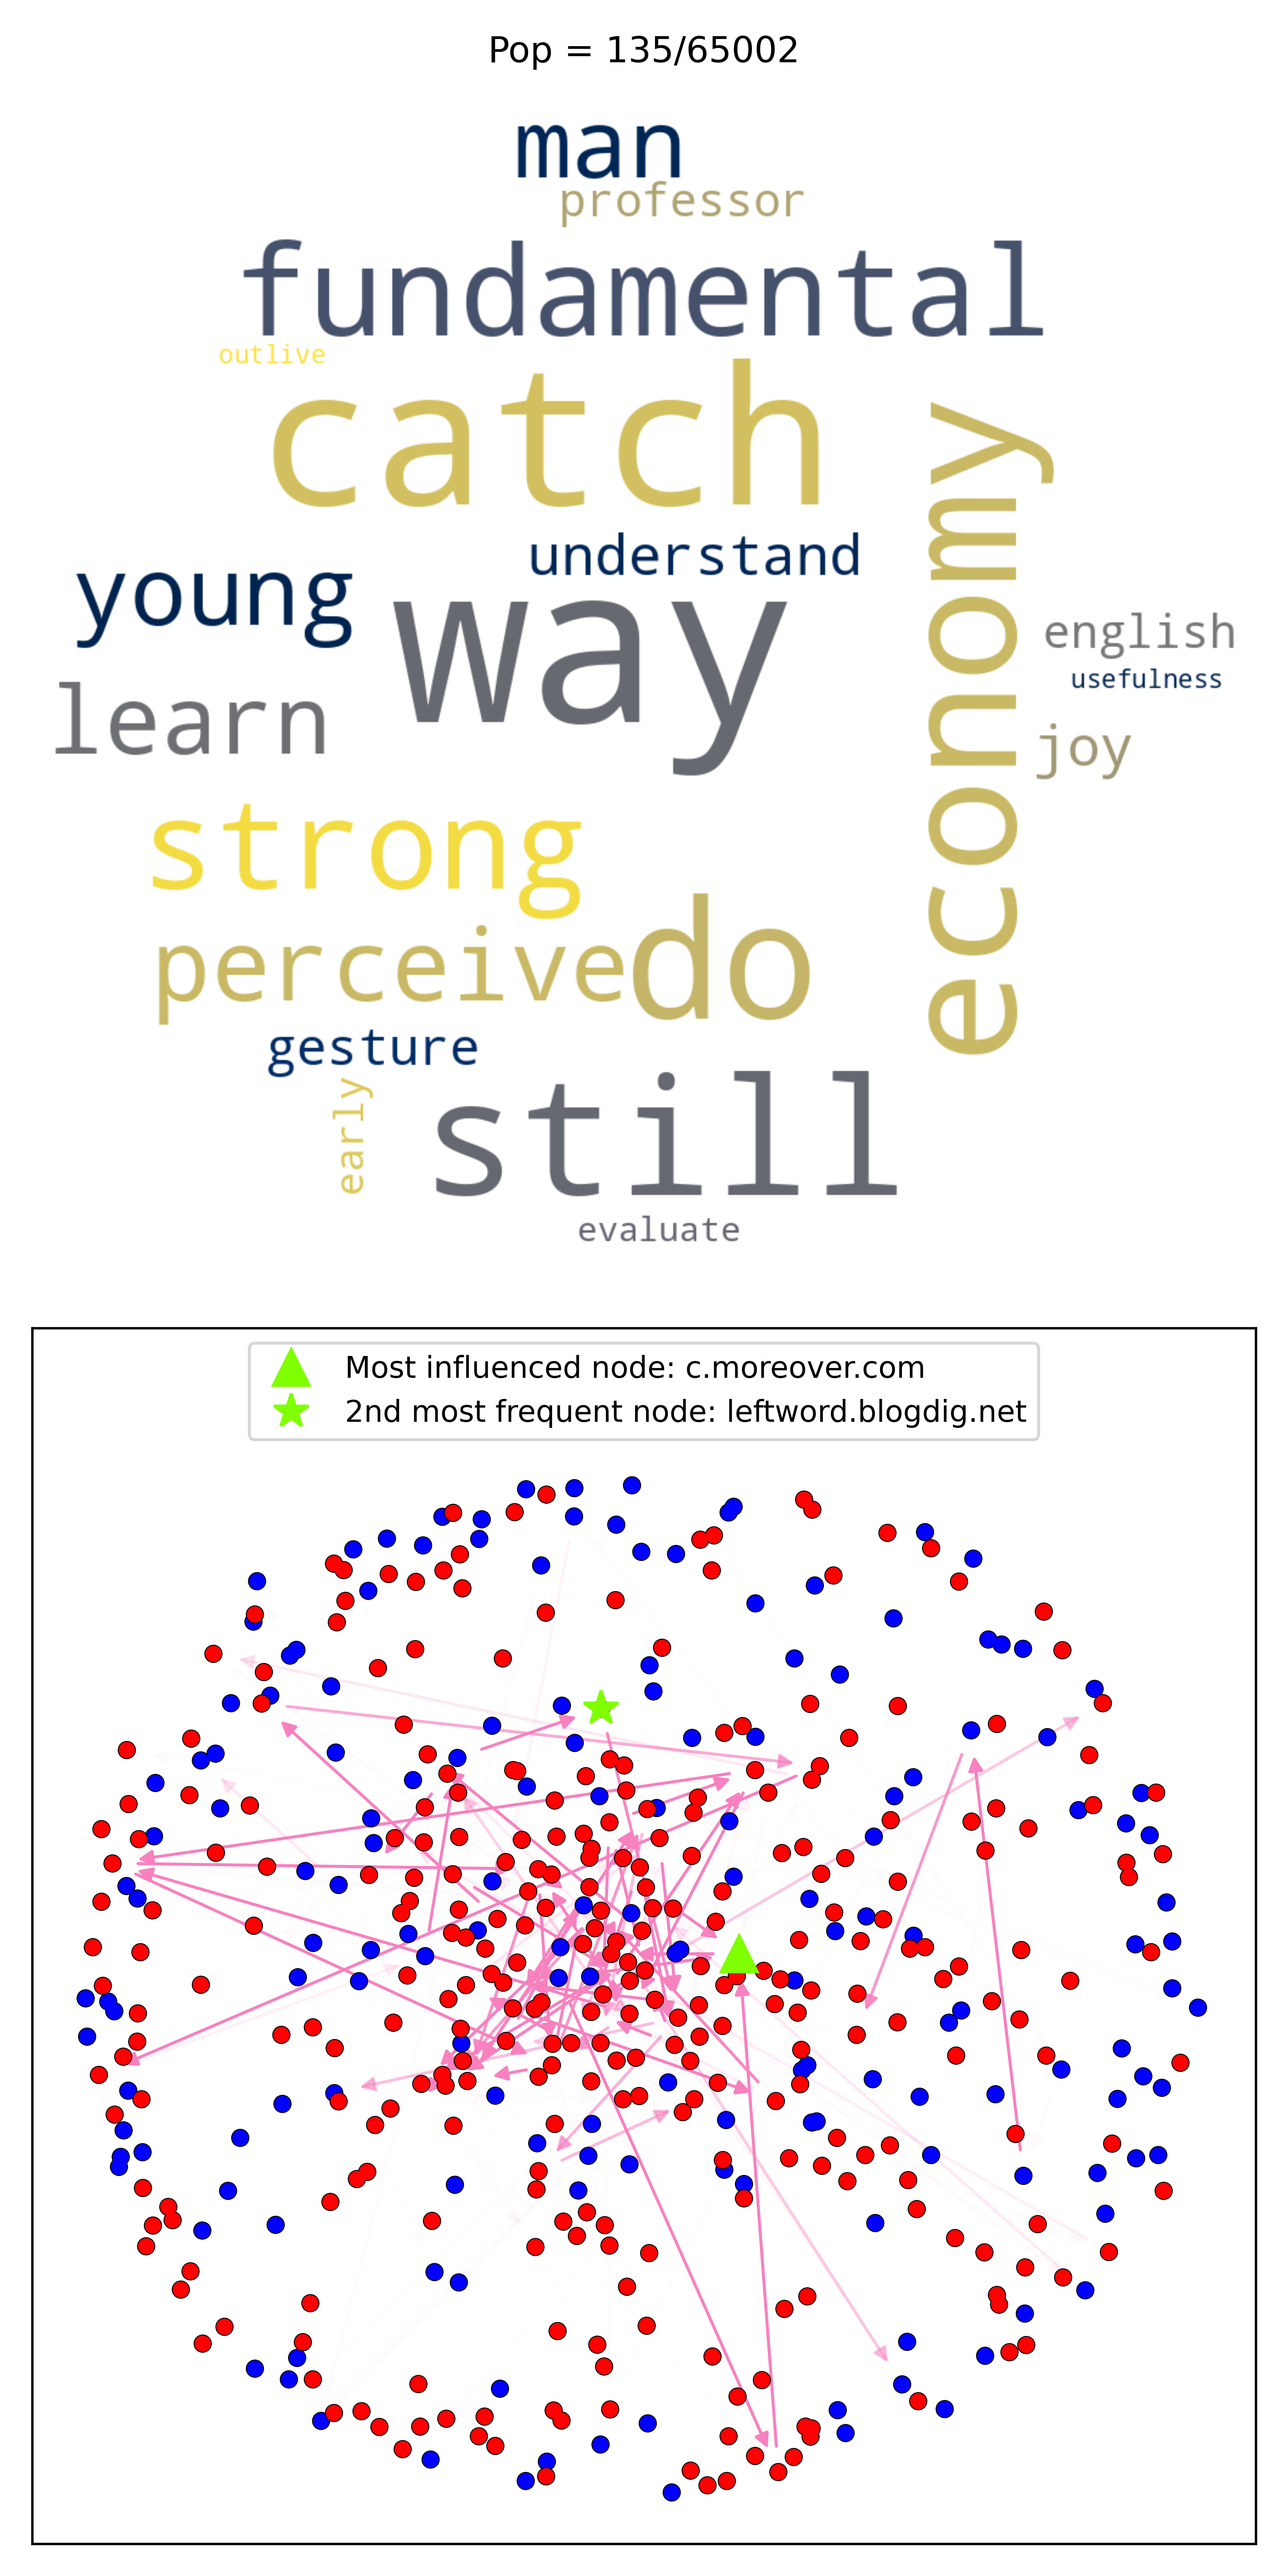 Pop = 135/65002
man
professor
fundamental
outlive
catch
economy
understand
young
way
english
usefulness
learn
joy
strong
perceive
do
gesture
early
still
evaluate
Most influenced node: c.moreover.com
2nd most frequent node: leftword.blogdig.net